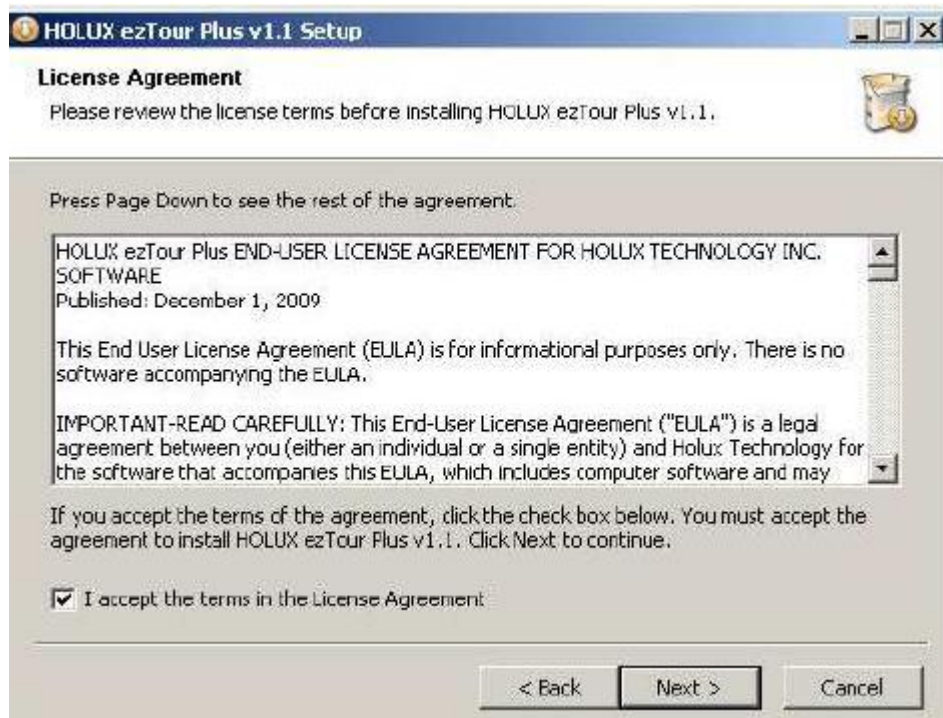 HOLUX ezTour Plus v1.1 Setup
License Agreement
Please review the license terms before installing HOLUX ezTour Plus v1.1.
Press Page Down to see the rest of the agreement.
HOLUX ezTour Plus END-USER LICENSE AGREEMENT FOR HOLUX TECHNOLOGY INC.
SOFTWARE
Published: December 1, 2009
This End User License Agreement (EULA) is for informational purposes only. There is no
software accompanying the EULA.
IMPORTANT-READ CAREFULLY: This End-User License Agreement ("EULA") is a legal
agreement between you (either an individual or a single entity) and Holux Technology for
the software that accompanies this EULA, which includes computer software and may
If you accept the terms of the agreement, click the check box below. You must accept the
agreement to install HOLUX ezTour Plus v1.1. Click Next to continue.
I accept the terms in the License Agreement
< Back
Next >
Cancel